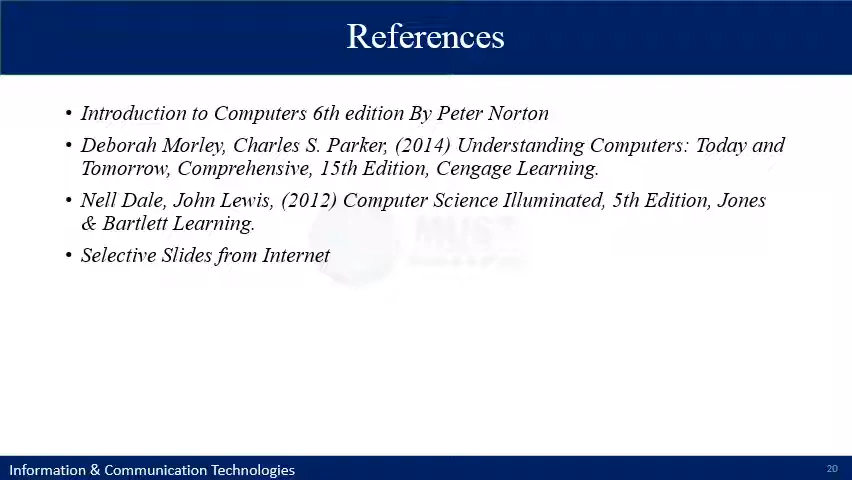 References
• Introduction to Computers 6th edition By Peter Norton
• Deborah Morley, Charles S. Parker, (2014) Understanding Computers: Today and
Tomorrow, Comprehensive, 15th Edition, Cengage Learning.
• Nell Dale, John Lewis, (2012) Computer Science Illuminated, 5th Edition, Jones
& Bartlett Learning.
• Selective Slides from Internet
MUST
Information & Communication Technologies
20